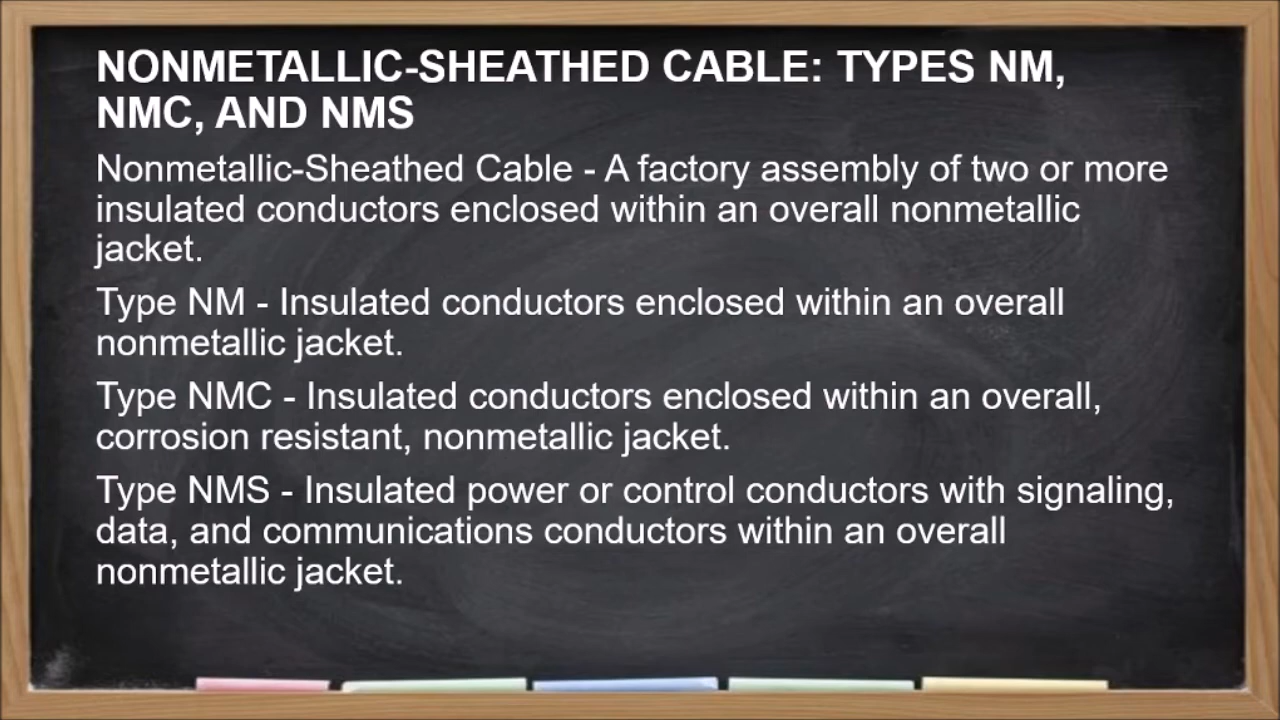 NONMETALLIC-SHEATHED CABLE: TYPES NM,
NMC, AND NMS
Nonmetallic-Sheathed Cable - A factory assembly of two or more
insulated conductors enclosed within an overall nonmetallic
jacket.
Type NM - Insulated conductors enclosed within an overall
nonmetallic jacket.
Type NMC - Insulated conductors enclosed within an overall,
corrosion resistant, nonmetallic jacket.
Type NMS - Insulated power or control conductors with signaling,
data, and communications conductors within an overall
nonmetallic jacket.